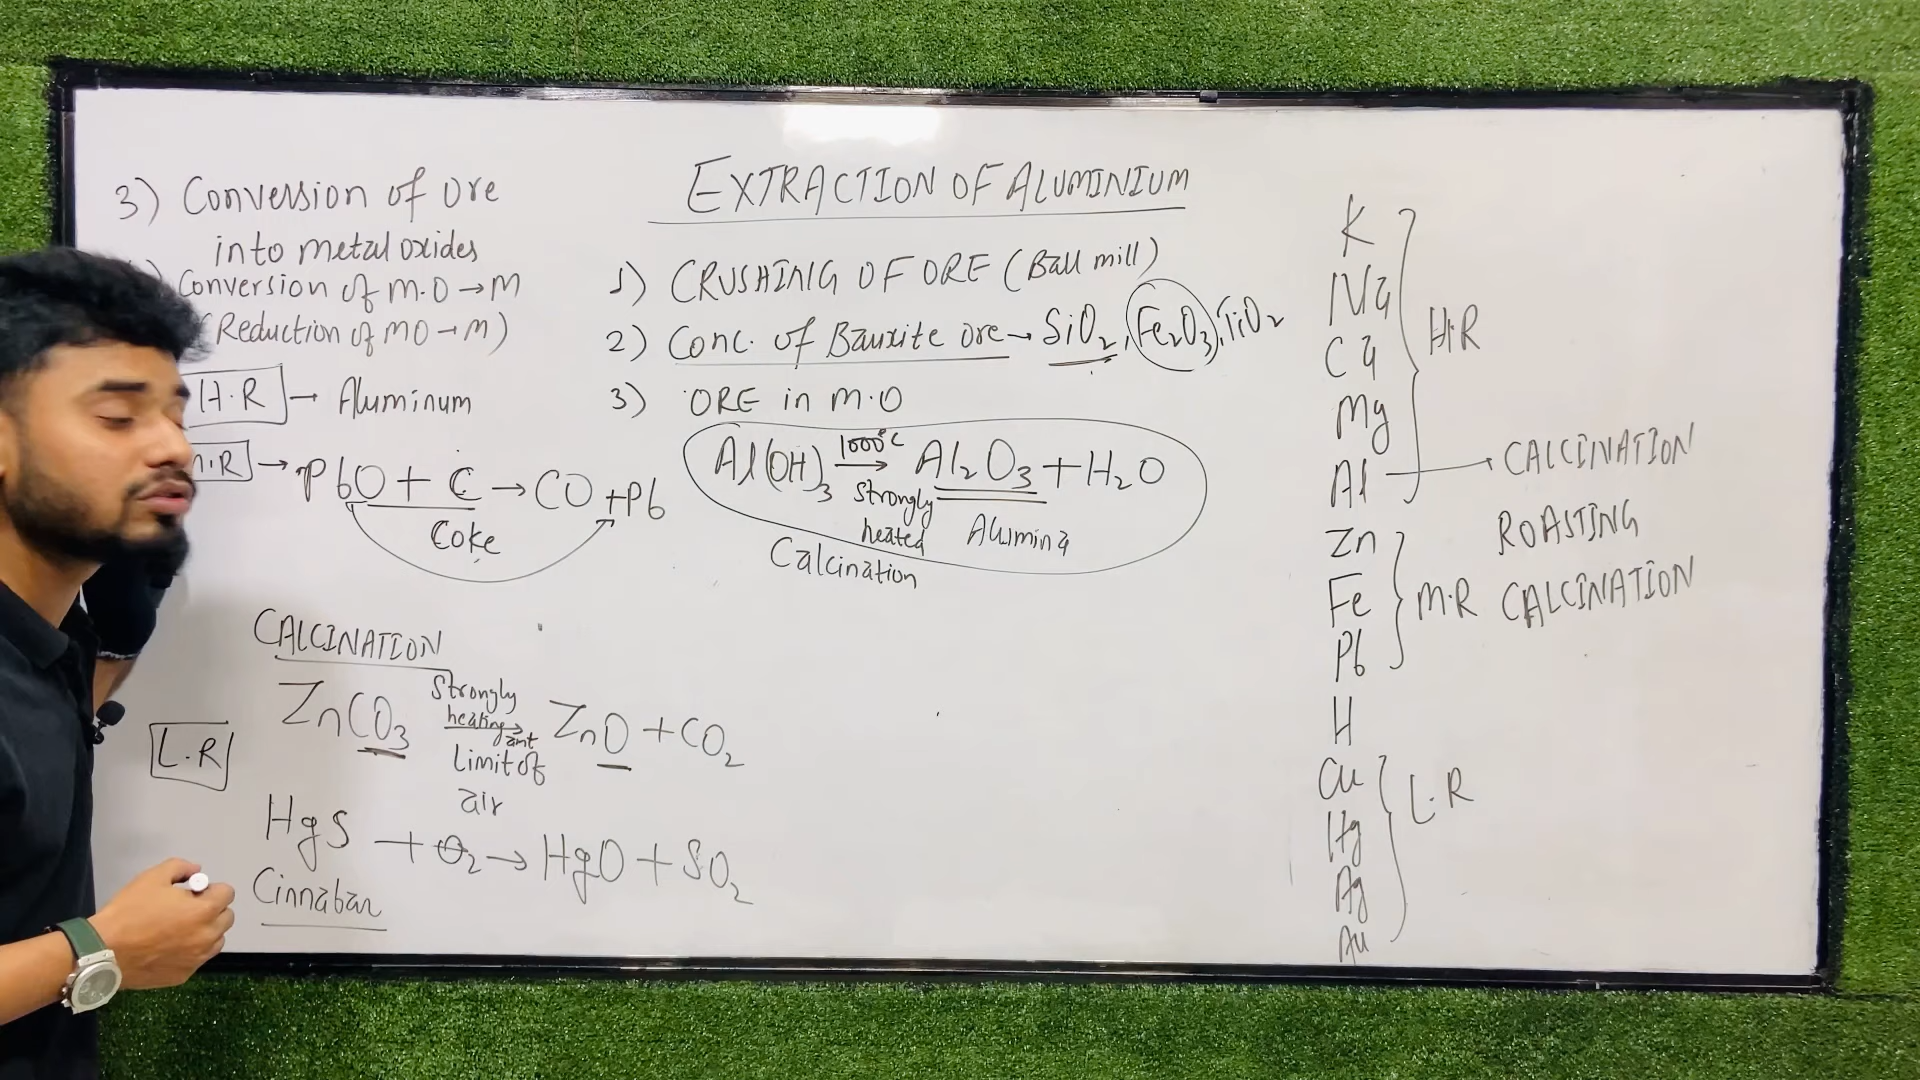 3) Conversion of ore
into metal oxides
Conversion of m.O → M
(Reduction of MO → M)
H.R → Aluminum
PbO + C → CO + Pb
Coke
CALCINATION
ZnCO3 Strongly heating → ZnO + CO2
Limit of
air
L.R
HgS + O2 → HgO + SO2
Cinnabar
EXTRACTION OF ALUMINIUM
1) CRUSHING OF ORE (Ball mill)
2) Conc. of Bauxite ore → SiO2, Fe2O3, TiO2
3) ORE in m.O
Al(OH)3 1000°C → Al2O3 + H2O
Strongly
heated Alumina
Calcination
K
Na
Ca H.R
Mg
Al → CALCINATION
Zn ROASTING
Fe M.R CALCINATION
Pb
H
Cu L.R
Hg
Ag
Au